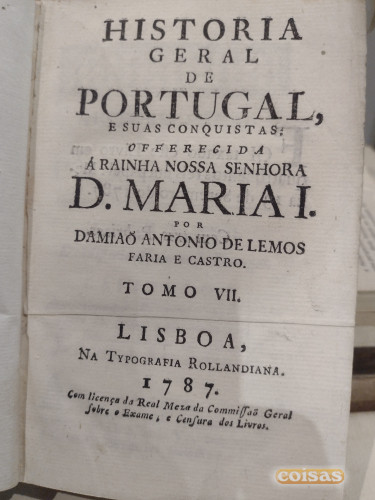 HISTORIA
GERAL
DE
PORTUGAL,
E SUAS CONQUISTAS:
OFFERECIDA
Á RAINHA NOSSA SENHORA
D. MARIA I.
POR
DAMIAÕ ANTONIO DE LEMOS
FARIA E CASTRO.
TOMO VII.
LISBOA,
NA TYPOGRAFIA ROLLANDIANA.
1787.
Com licença da Real Meza da Commissaõ Geral
sobre o Exame, e Censura dos Livros.
coisas